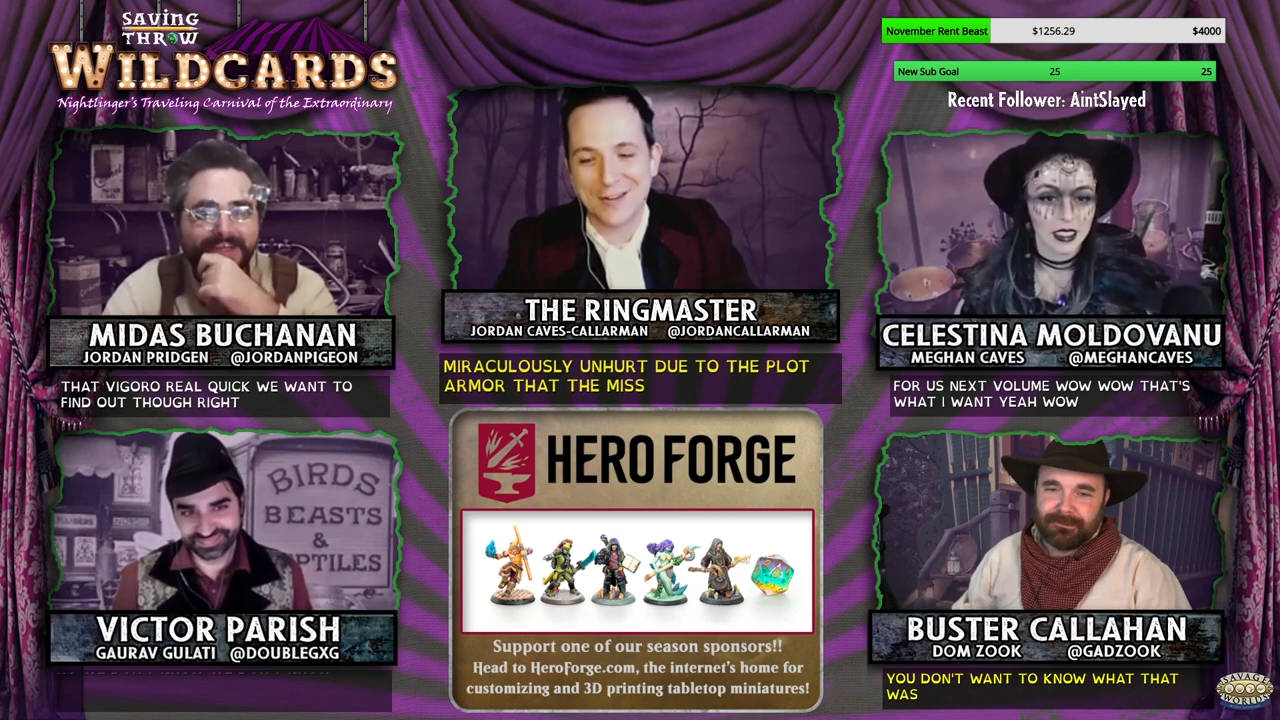 SAVING
THROW
WILDCARDS
Nightlinger's Traveling Carnival of the Extraordinary
November Rent Beast $1256.29 $4000
New Sub Goal 25 25
Recent Follower: AintSlayed
MIDAS BUCHANAN
JORDAN PRIDGEN @JORDANPIGEON
THAT VIGORO REAL QUICK WE WANT TO
FIND OUT THOUGH RIGHT
THE RINGMASTER
JORDAN CAVES-CALLARMAN @JORDANCALLARMAN
MIRACULOUSLY UNHURT DUE TO THE PLOT
ARMOR THAT THE MISS
CELESTINA MOLDOVANU
MEGHAN CAVES @MEGHANCAVES
FOR US NEXT VOLUME WOW WOW THAT'S
WHAT I WANT YEAH WOW
BIRDS
BEASTS
&
PTILES
VICTOR PARISH
GAURAV GULATI @DOUBLEGXG
HERO FORGE
Support one of our season sponsors!!
Head to HeroForge.com, the internet's home for
customizing and 3D printing tabletop miniatures!
BUSTER CALLAHAN
DOM ZOOK @GADZOOK
YOU DON'T WANT TO KNOW WHAT THAT
WAS
SAVAGE
WORLDS